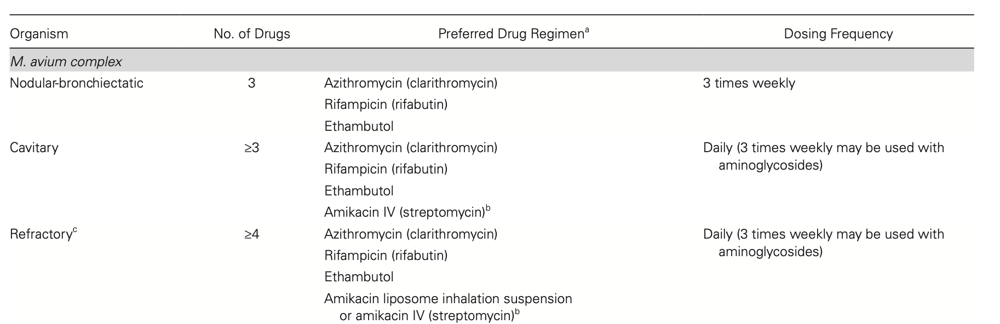 Organism No. of Drugs Preferred Drug Regimenᵃ Dosing Frequency
M. avium complex
Nodular-bronchiectatic 3 Azithromycin (clarithromycin) 3 times weekly
Rifampicin (rifabutin)
Ethambutol
Cavitary ≥3 Azithromycin (clarithromycin) Daily (3 times weekly may be used with
aminoglycosides)
Rifampicin (rifabutin)
Ethambutol
Amikacin IV (streptomycin)ᵇ
Refractoryᶜ ≥4 Azithromycin (clarithromycin) Daily (3 times weekly may be used with
aminoglycosides)
Rifampicin (rifabutin)
Ethambutol
Amikacin liposome inhalation suspension
or amikacin IV (streptomycin)ᵇ